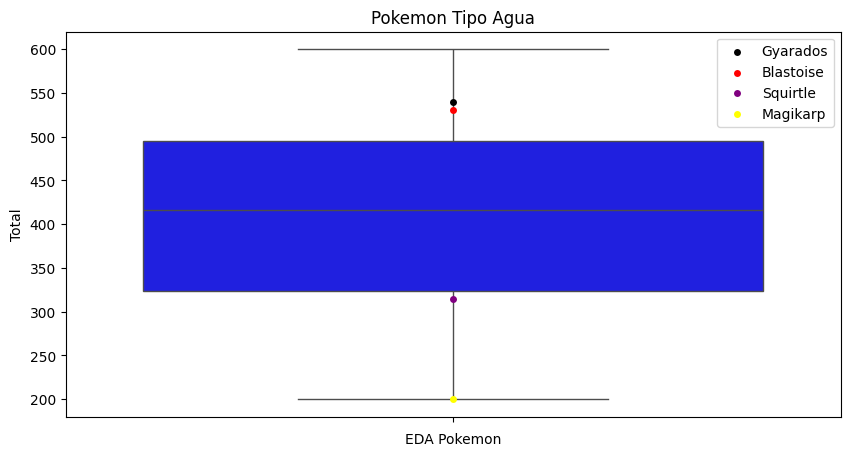 Pokemon Tipo Agua
Total
600
550
500
450
400
350
300
250
200
Gyarados
Blastoise
Squirtle
Magikarp
EDA Pokemon